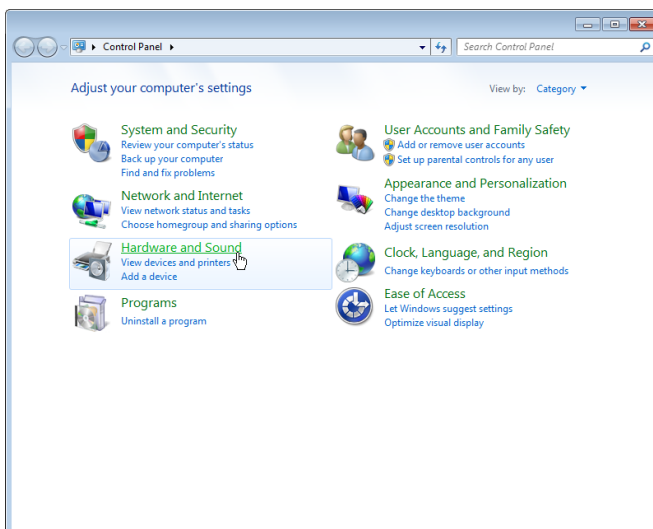 Control Panel
Search Control Panel
Adjust your computer's settings
View by: Category
System and Security
Review your computer's status
Back up your computer
Find and fix problems
Network and Internet
View network status and tasks
Choose homegroup and sharing options
Hardware and Sound
View devices and printers
Add a device
Programs
Uninstall a program
User Accounts and Family Safety
Add or remove user accounts
Set up parental controls for any user
Appearance and Personalization
Change the theme
Change desktop background
Adjust screen resolution
Clock, Language, and Region
Change keyboards or other input methods
Ease of Access
Let Windows suggest settings
Optimize visual display